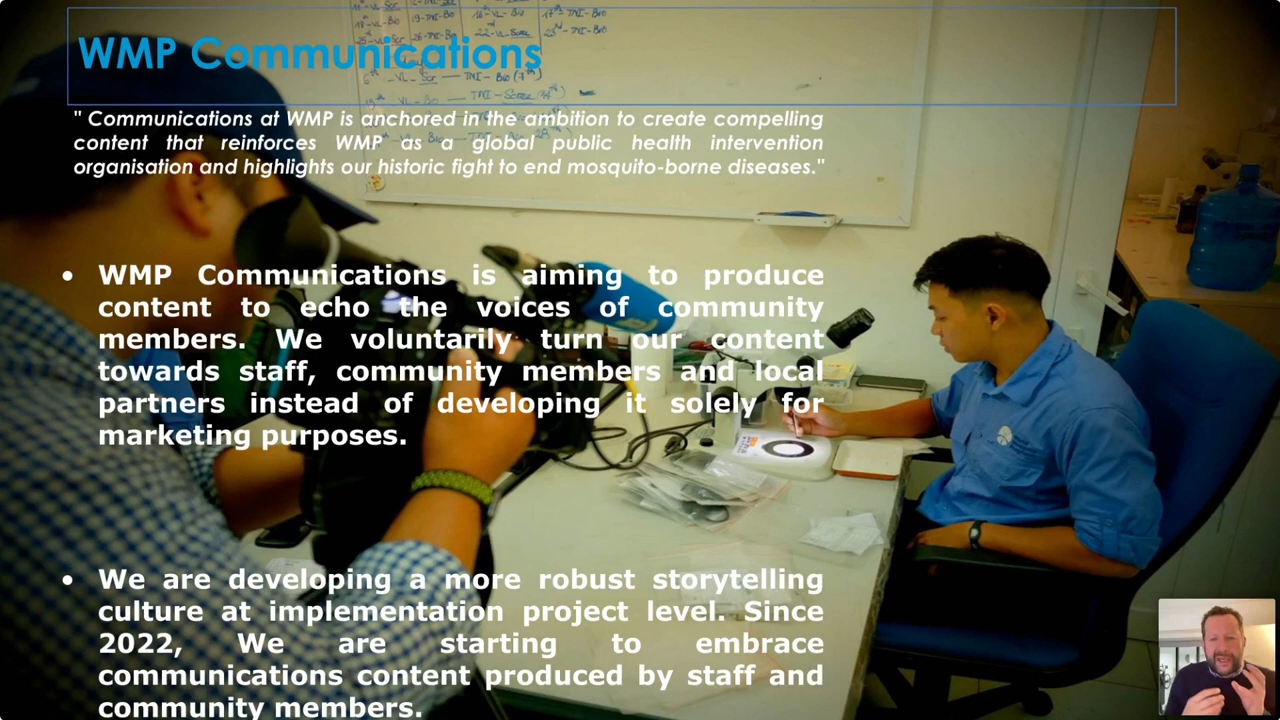 WMP Communications
" Communications at WMP is anchored in the ambition to create compelling
content that reinforces WMP as a global public health intervention
organisation and highlights our historic fight to end mosquito-borne diseases."
• WMP Communications is aiming to produce
content to echo the voices of community
members. We voluntarily turn our content
towards staff, community members and local
partners instead of developing it solely for
marketing purposes.
• We are developing a more robust storytelling
culture at implementation project level. Since
2022, We are starting to embrace
communications content produced by staff and
community members.